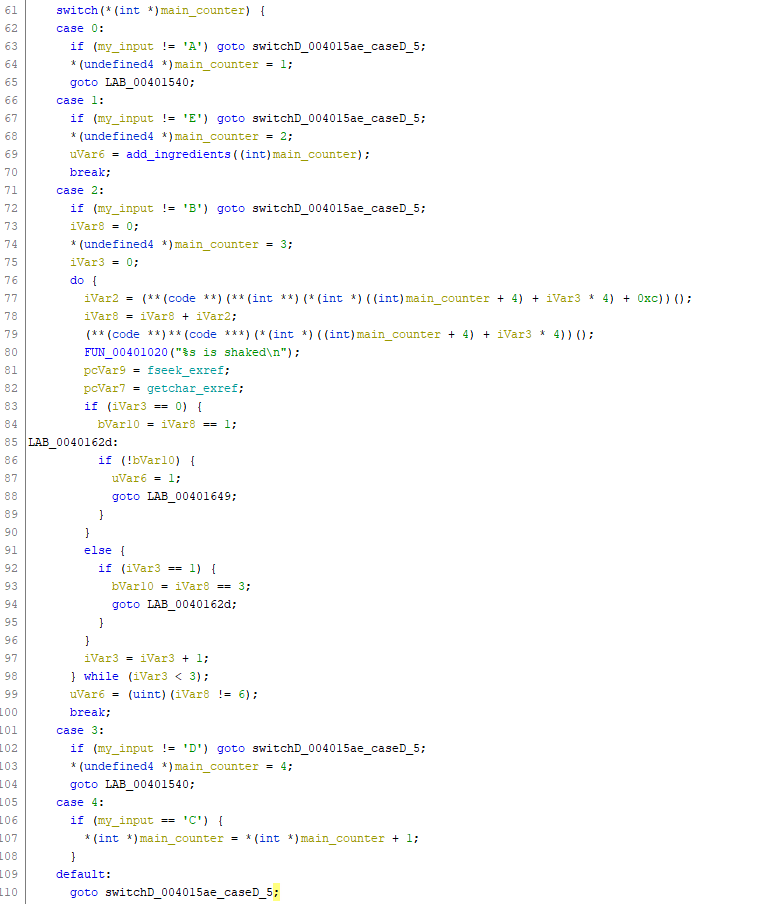 61 switch(*(int *)main_counter) {
62 case 0:
63 if (my_input != 'A') goto switchD_004015ae_caseD_5;
64 *(undefined4 *)main_counter = 1;
65 goto LAB_00401540;
66 case 1:
67 if (my_input != 'E') goto switchD_004015ae_caseD_5;
68 *(undefined4 *)main_counter = 2;
69 uVar6 = add_ingredients((int)main_counter);
70 break;
71 case 2:
72 if (my_input != 'B') goto switchD_004015ae_caseD_5;
73 iVar8 = 0;
74 *(undefined4 *)main_counter = 3;
75 iVar3 = 0;
76 do {
77 iVar2 = (**(code **)(**(int **)(*(int *)((int)main_counter + 4) + iVar3 * 4) + 0xc))();
78 iVar8 = iVar8 + iVar2;
79 (**(code **)**(code ***)(*(int *)((int)main_counter + 4) + iVar3 * 4))();
80 FUN_00401020("%s is shaked\n");
81 pcVar9 = fseek_exref;
82 pcVar7 = getchar_exref;
83 if (iVar3 == 0) {
84 bVar10 = iVar8 == 1;
85 LAB_0040162d:
86 if (!bVar10) {
87 uVar6 = 1;
88 goto LAB_00401649;
89 }
90 }
91 else {
92 if (iVar3 == 1) {
93 bVar10 = iVar8 == 3;
94 goto LAB_0040162d;
95 }
96 }
97 iVar3 = iVar3 + 1;
98 } while (iVar3 < 3);
99 uVar6 = (uint)(iVar8 != 6);
100 break;
101 case 3:
102 if (my_input != 'D') goto switchD_004015ae_caseD_5;
103 *(undefined4 *)main_counter = 4;
104 goto LAB_00401540;
105 case 4:
106 if (my_input == 'C') {
107 *(int *)main_counter = *(int *)main_counter + 1;
108 }
109 default:
110 goto switchD_004015ae_caseD_5;